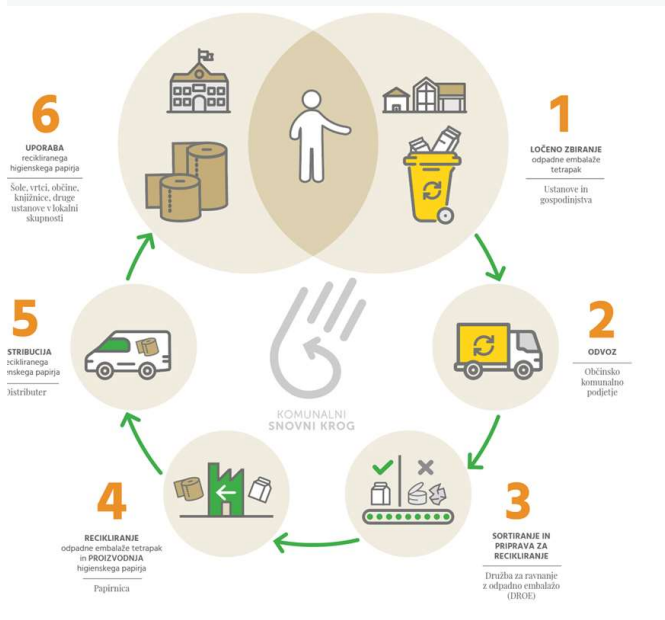 1
LOČENO ZBIRANJE
odpadne embalaže
tetrapak
Ustanove in
gospodinjstva
2
ODVOZ
Občinsko
komunalno
podjetje
3
SORTIRANJE IN
PRIPRAVA ZA
RECIKLIRANJE
Družba za ravnanje
z odpadno embalažo
(DROE)
4
RECIKLIRANJE
odpadne embalaže tetrapak
in PROIZVODNJA
higienskega papirja
Papirnica
5
STRIBUCIJA
ecikliranega
enskega papirja
Distributer
6
UPORABA
recikliranega
higienskega papirja
Šole, vrtci, občine,
knjižnice, druge
ustanove v lokalni
skupnosti
KOMUNALNI
SNOVNI KROG